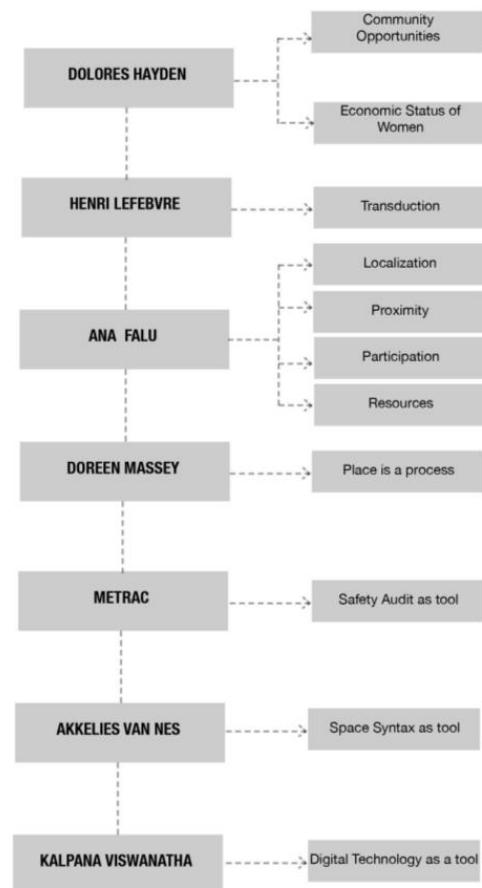 Community
Opportunities
DOLORES HAYDEN
Economic Status of
Women
HENRI LEFEBVRE
Transduction
Localization
Proximity
ANA FALU
Participation
Resources
DOREEN MASSEY
Place is a process
METRAC
Safety Audit as tool
AKKELIES VAN NES
Space Syntax as tool
KALPANA VISWANATHA
Digital Technology as a tool